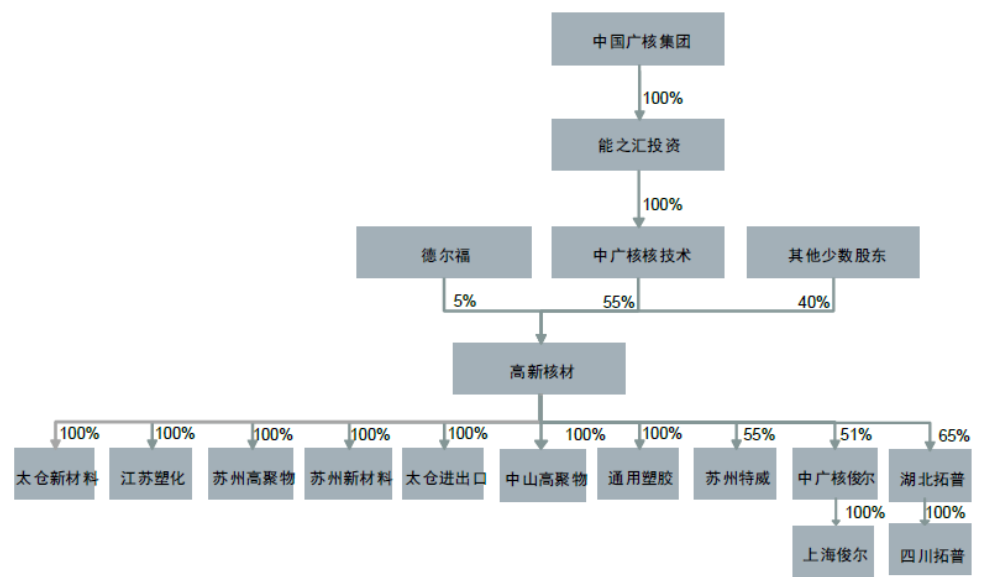 中国广核集团
100%
能之汇投资
100%
德尔福
中广核核技术
其他少数股东
5%
55%
40%
高新核材
100%
100%
100%
100%
100%
100%
100%
55%
51%
65%
太仓新材料
江苏塑化
苏州高聚物
苏州新材料
太仓进出口
中山高聚物
通用塑胶
苏州特威
中广核俊尔
湖北拓普
100%
100%
上海俊尔
四川拓普